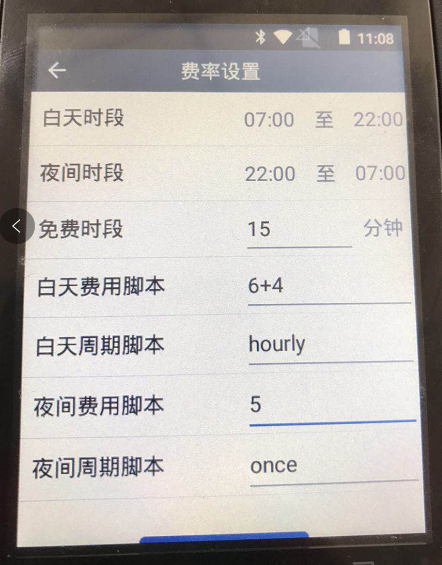 11:08
费率设置
白天时段 07:00 至 22:00
夜间时段 22:00 至 07:00
免费时段 15 分钟
白天费用脚本 6+4
白天周期脚本 hourly
夜间费用脚本 5
夜间周期脚本 once